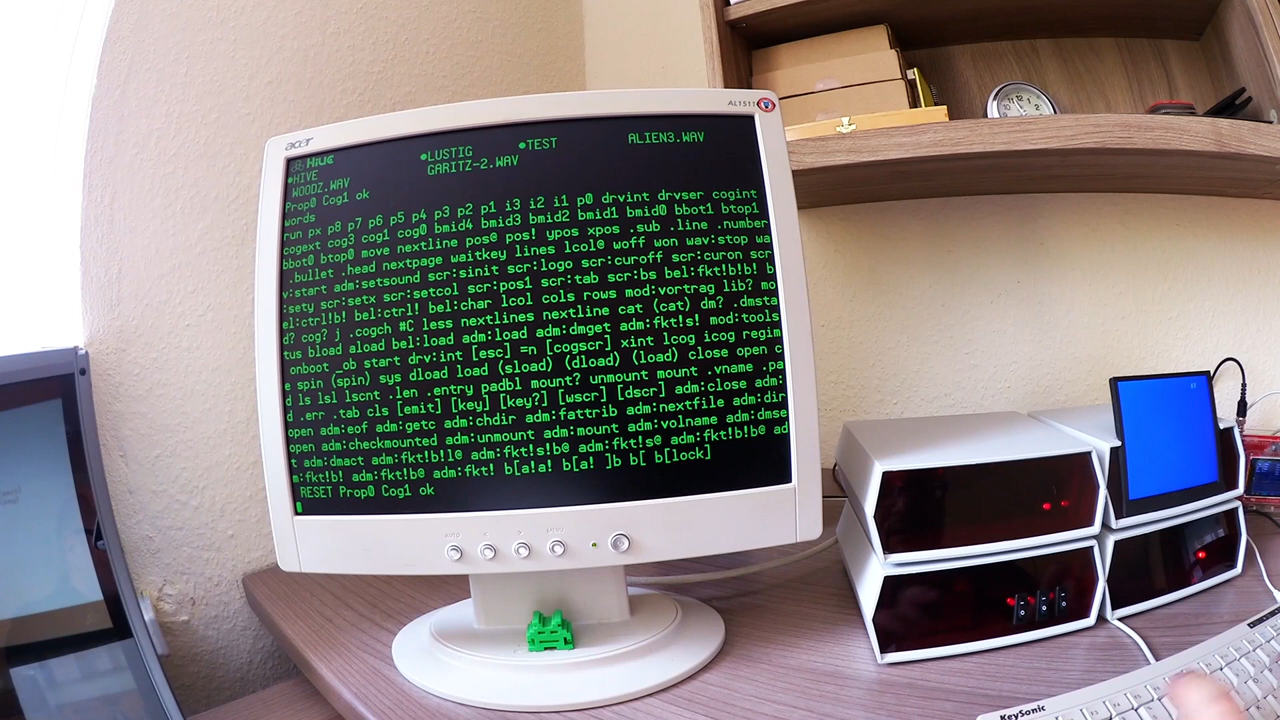 acer
AL1511
Hive
•HIVE •LUSTIG •TEST ALIEN3.WAV
WOODZ.WAV GARITZ-2.WAV
Prop0 Cog1 ok
words
run px p8 p7 p6 p5 p4 p3 p2 p1 i3 i2 i1 p0 drvint drvser cogint
cogext cog3 cog1 cog0 bmid4 bmid3 bmid2 bmid1 bmid0 bbot1 btop1
bbot0 btop0 move nextline pos@ pos! ypos xpos .sub .line .number
.bullet .head nextpage waitkey lines lcol@ woff won wav:stop wa
v:start adm:setsound scr:sinit scr:logo scr:curoff scr:curon scr
:sety scr:setx scr:setcol scr:pos1 scr:tab scr:bs bel:fkt!b!b! b
el:ctrl!b! bel:ctrl! bel:char lcol cols rows mod:vortrag lib? mo
d? cog? j .cogch #C less nextlines nextline cat (cat) dm? .dmsta
tus bload aload bel:load adm:load adm:dmget adm:fkt!s! mod:tools
onboot _ob start drv:int [esc] =n [cogscr] xint lcog icog regim
e spin (spin) sys dload load (sload) (dload) (load) close open c
d ls lsl lscnt .len .entry padbl mount? unmount mount .vname .pa
d .err .tab cls [emit] [key] [key?] [wscr] [dscr] adm:close adm:
open adm:eof adm:getc adm:chdir adm:fattrib adm:nextfile adm:dir
open adm:checkmounted adm:unmount adm:mount adm:volname adm:dmse
t adm:dmact adm:fkt!b!l@ adm:fkt!s!b@ adm:fkt!s@ adm:fkt!b!b@ ad
m:fkt!b! adm:fkt!b@ adm:fkt! b[a!a! b[a! ]b b[ b[lock]
RESET Prop0 Cog1 ok
AUTO < > MENU
KeySonic